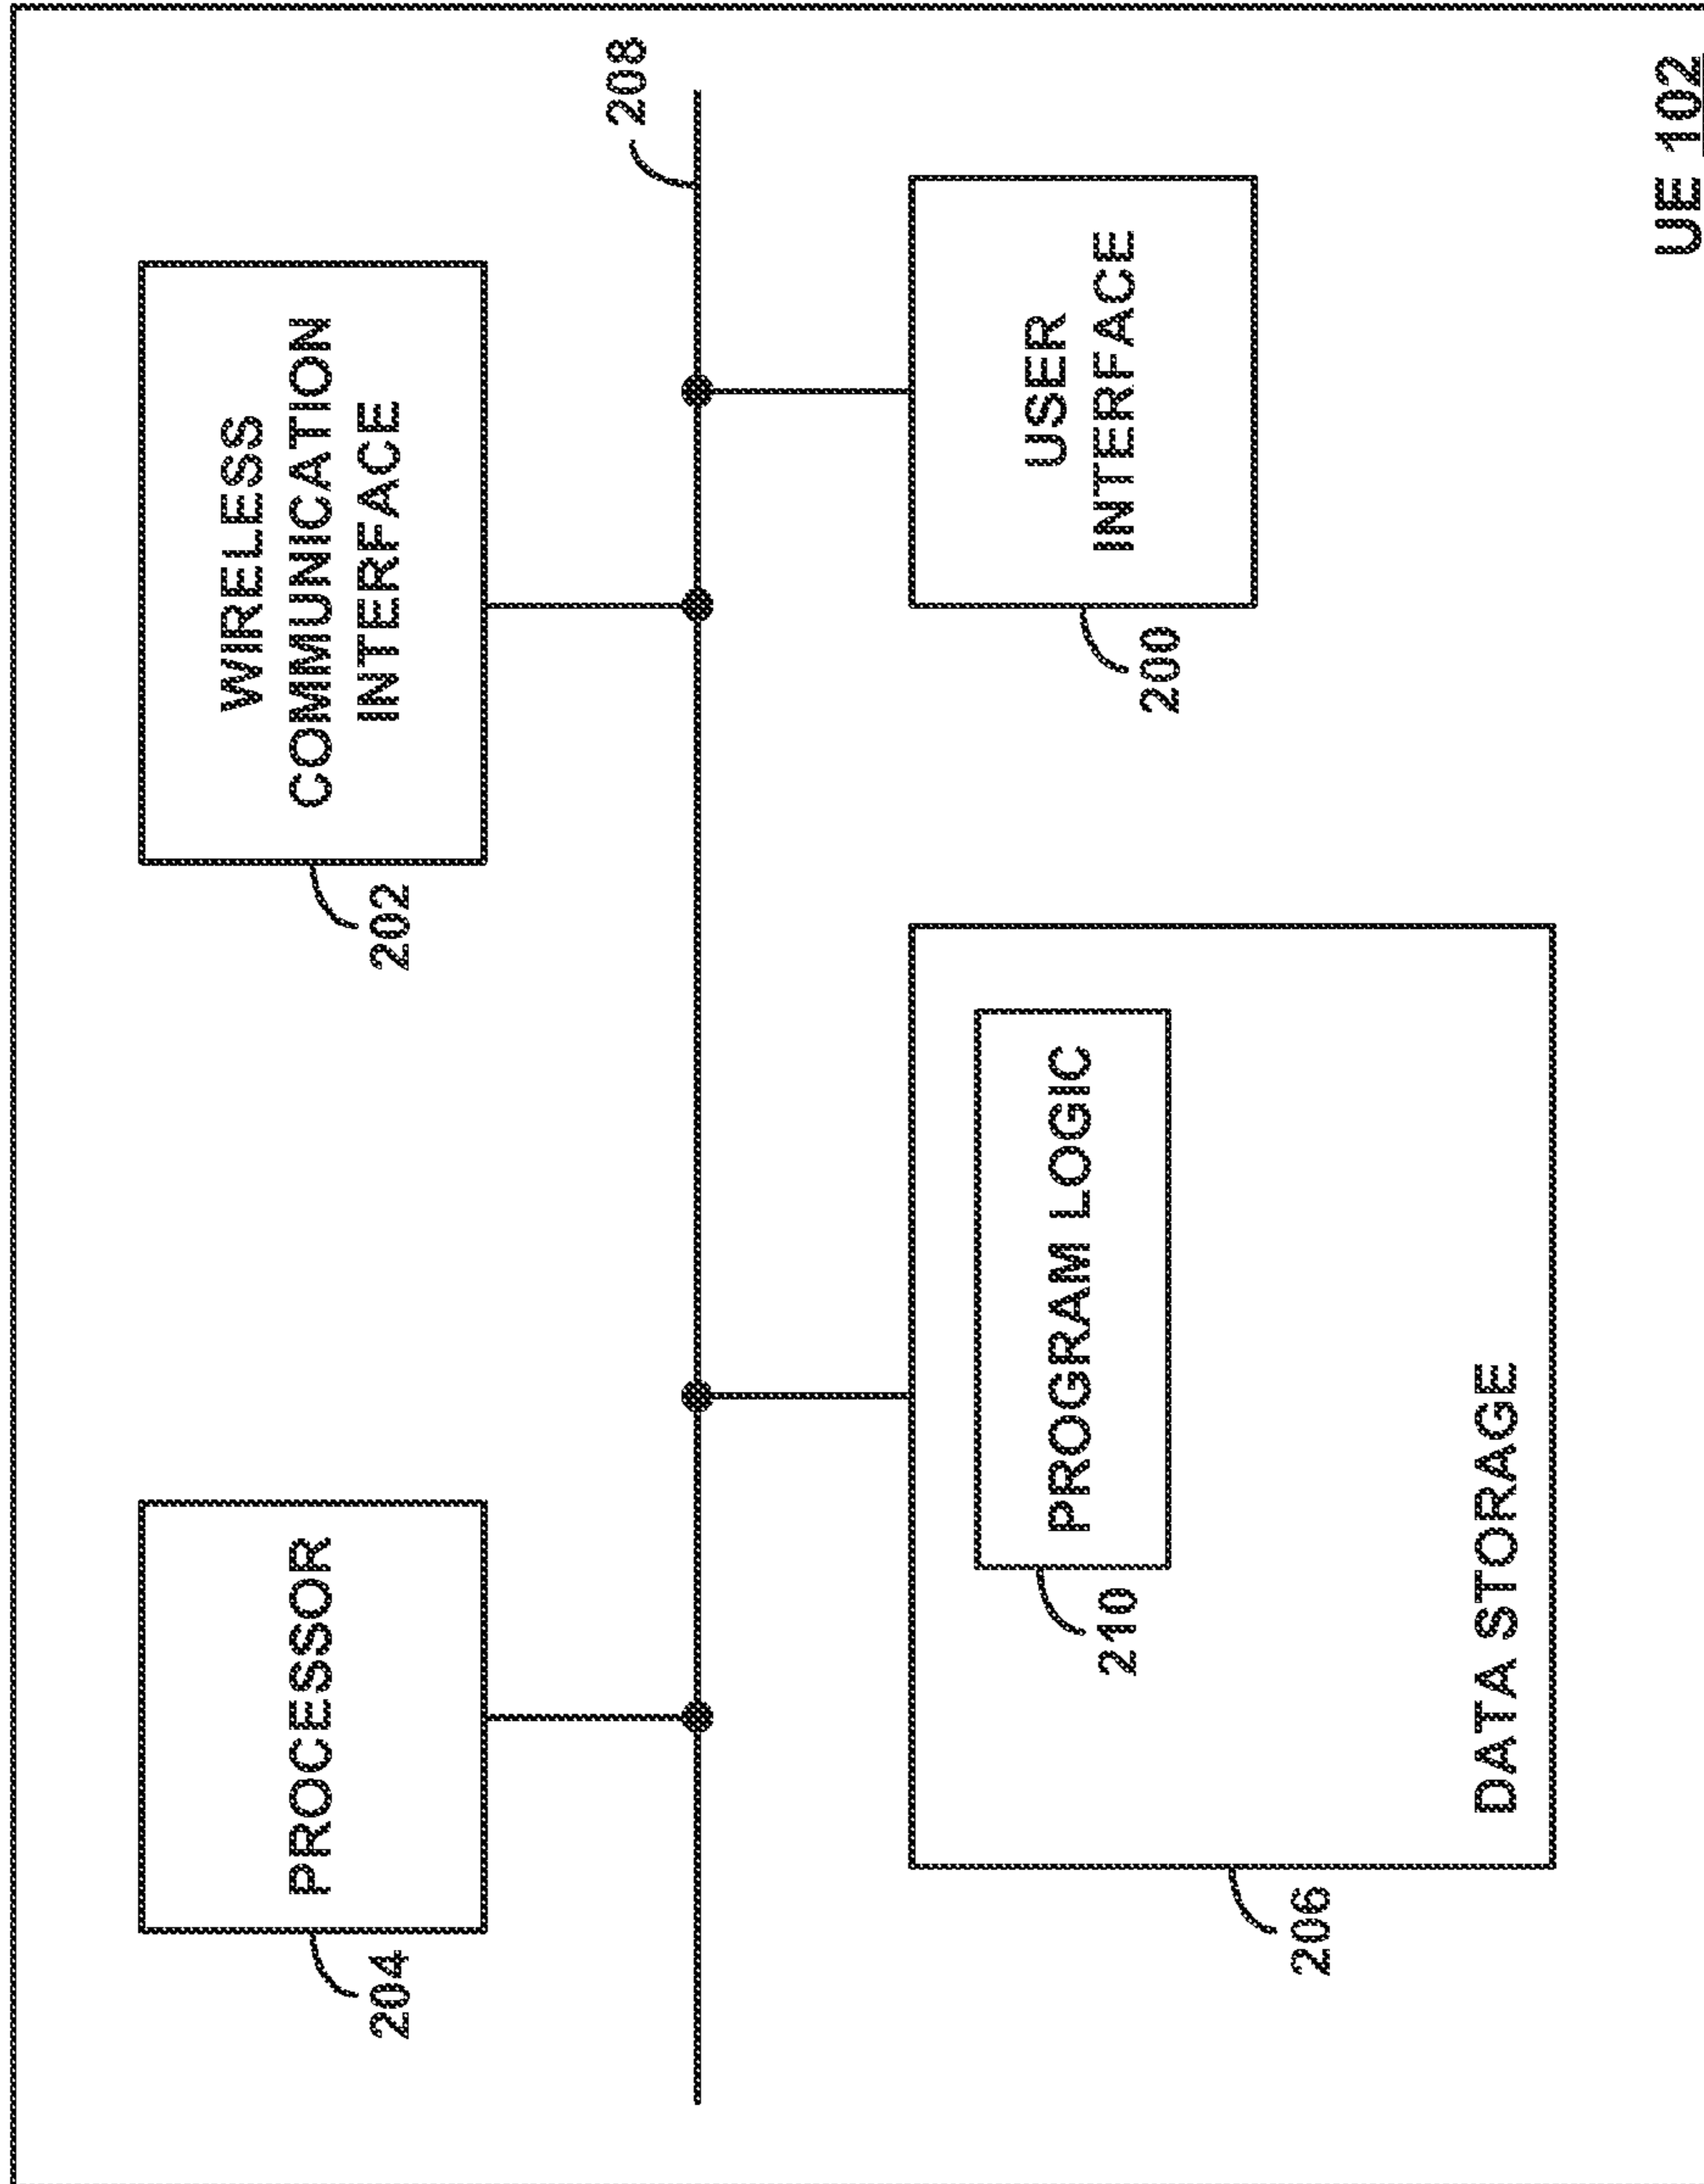 PROCESSOR
204
WIRELESS
COMMUNICATION
INTERFACE
202
208
PROGRAM LOGIC
210
DATA STORAGE
206
USER
INTERFACE
200
UE 102